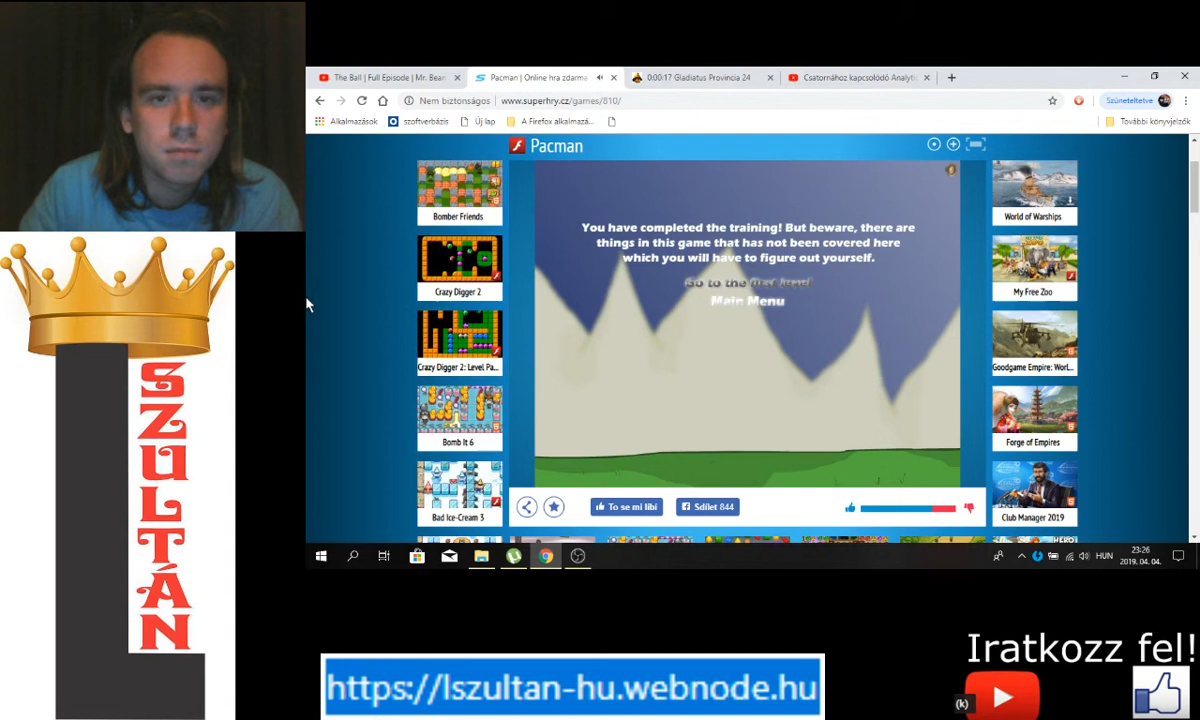 The Ball | Full Episode | Mr. Bean
Pacman | Online hra zdarma
0:00:17 Gladiatus Provincia 24
Csatornához kapcsolódó Analytic
Nem biztonságos
www.superhry.cz/games/810/
Szüneteltetve
Alkalmazások
szoftverbázis
Új lap
A Firefox alkalmazá...
További könyvjelzők
Pacman
Bomber Friends
Crazy Digger 2
Crazy Digger 2: Level Pa...
Bomb It 6
Bad Ice-Cream 3
You have completed the training! But beware, there are
things in this game that has not been covered here
which you will have to figure out yourself.
Go to the first level
Main Menu
World of Warships
My Free Zoo
Goodgame Empire: Worl...
Forge of Empires
Club Manager 2019
To se mi líbí
Sdílet 844
HUN
23:26
2019. 04. 04.
L
SZULTÁN
https://lszultan-hu.webnode.hu
Iratkozz fel!
(k)